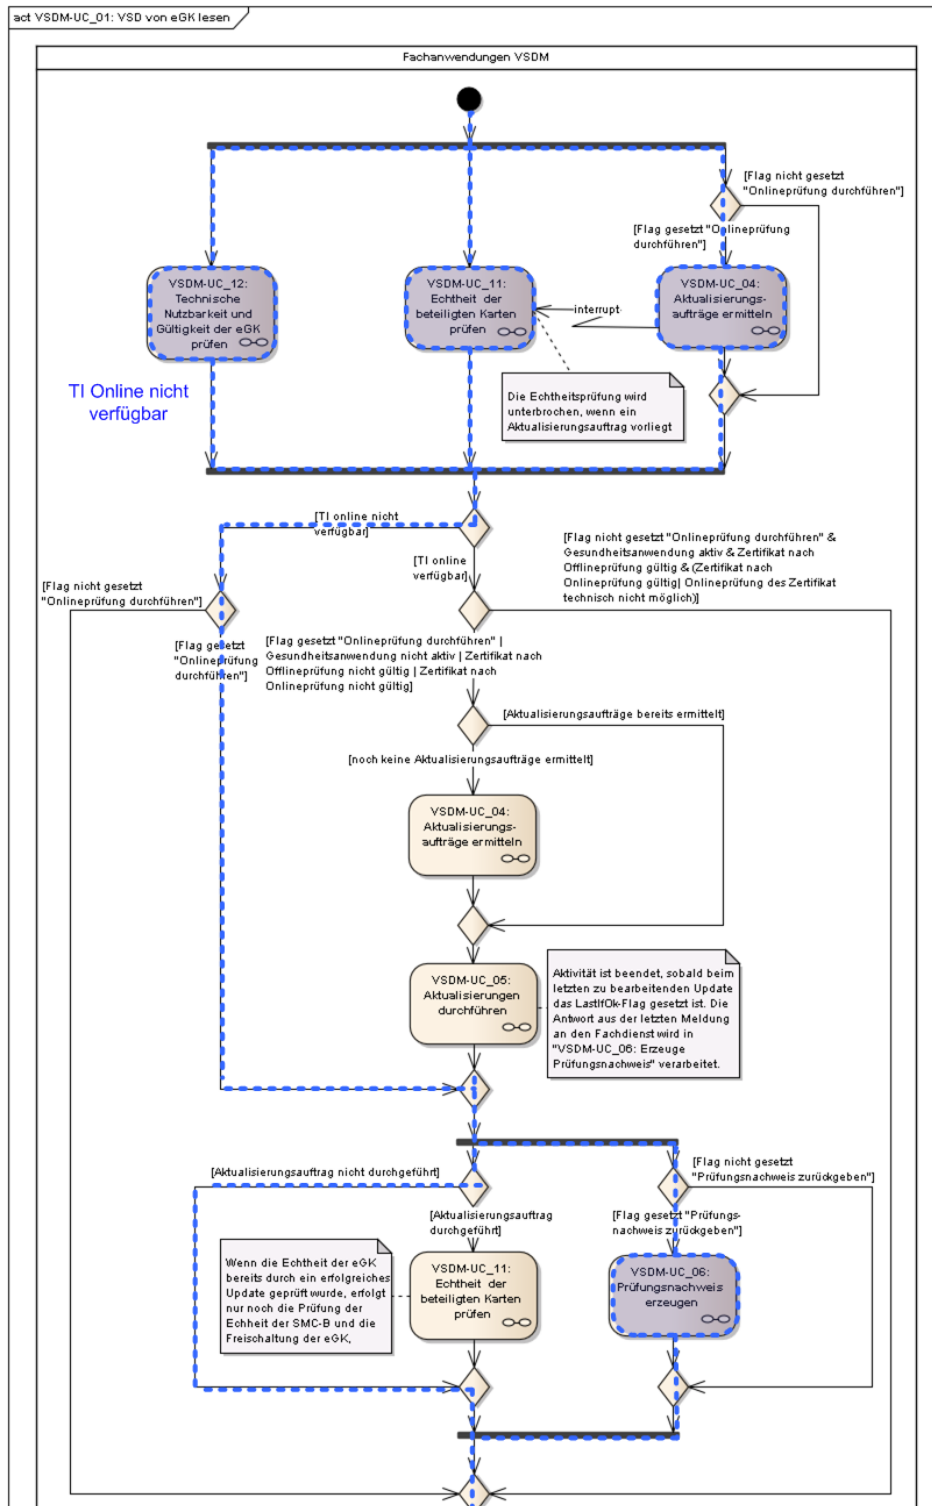 act VSDM-UC_01: VSD von eGK lesen
Fachanwendungen VSDM
[Flag nicht gesetzt
"Onlineprüfung durchführen"]
[Flag gesetzt "Onlineprüfung
durchführen"]
VSDM-UC_12:
Technische
Nutzbarkeit und
Gültigkeit der eGK
prüfen
VSDM-UC_11:
Echtheit der
beteiligten Karten
prüfen
interrupt
VSDM-UC_04:
Aktualisierungs-
aufträge ermitteln
TI Online nicht
verfügbar
Die Echtheitsprüfung wird
unterbrochen, wenn ein
Aktualisierungsauftrag vorliegt
[TI online nicht
verfügbar]
[TI online
verfügbar]
[Flag nicht gesetzt "Onlineprüfung durchführen" &
Gesundheitsanwendung aktiv & Zertifikat nach
Offlineprüfung gültig & (Zertifikat nach
Onlineprüfung gültig| Onlineprüfung des Zertifikat
technisch nicht möglich)]
[Flag nicht gesetzt
"Onlineprüfung durchführen"]
[Flag gesetzt
"Onlineprüfung
durchführen"]
[Flag gesetzt "Onlineprüfung durchführen" |
Gesundheitsanwendung nicht aktiv | Zertifikat nach
Offlineprüfung nicht gültig | Zertifikat nach
Onlineprüfung nicht gültig]
[Aktualisierungsaufträge bereits ermittelt]
[noch keine Aktualisierungsaufträge ermittelt]
VSDM-UC_04:
Aktualisierungs-
aufträge ermitteln
VSDM-UC_05:
Aktualisierungen
durchführen
Aktivität ist beendet, sobald beim
letzten zu bearbeitenden Update
das LastIfOk-Flag gesetzt ist. Die
Antwort aus der letzten Meldung
an den Fachdienst wird in
"VSDM-UC_06: Erzeuge
Prüfungsnachweis" verarbeitet.
[Aktualisierungsauftrag nicht durchgeführt]
[Flag nicht gesetzt
"Prüfungsnachweis zurückgeben"]
[Aktualisierungsauftrag
durchgeführt]
[Flag gesetzt "Prüfungs-
nachweis zurückgeben"]
Wenn die Echtheit der eGK
bereits durch ein erfolgreiches
Update geprüft wurde, erfolgt
nur noch die Prüfung der
Echheit der SMC-B und die
Freischaltung der eGK,
VSDM-UC_11:
Echtheit der
beteiligten Karten
prüfen
VSDM-UC_06:
Prüfungsnachweis
erzeugen